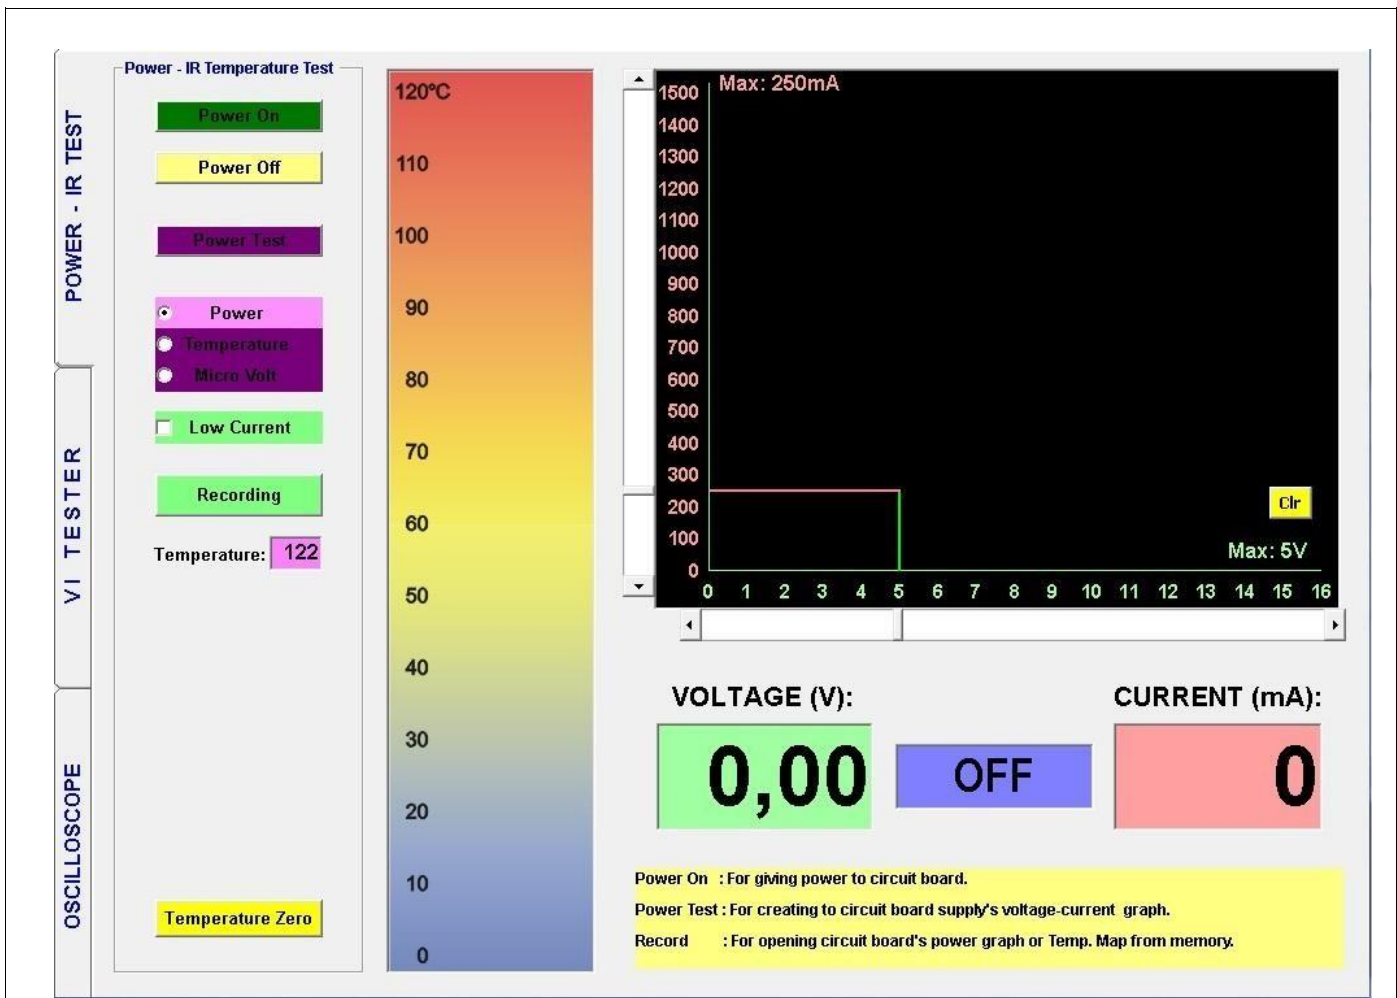 POWER - IR TEST
VI TESTER
OSCILLOSCOPE
Power - IR Temperature Test
Power On
Power Off
Power Test
Power
Temperature
Micro Volt
Low Current
Recording
Temperature: 122
Temperature Zero
120°C
110
100
90
80
70
60
50
40
30
20
10
0
Max: 250mA
1500
1400
1300
1200
1100
1000
900
800
700
600
500
400
300
200
100
0
Clr
Max: 5V
0 1 2 3 4 5 6 7 8 9 10 11 12 13 14 15 16
VOLTAGE (V):
0,00
OFF
CURRENT (mA):
0
Power On : For giving power to circuit board.
Power Test : For creating to circuit board supply's voltage-current graph.
Record : For opening circuit board's power graph or Temp. Map from memory.